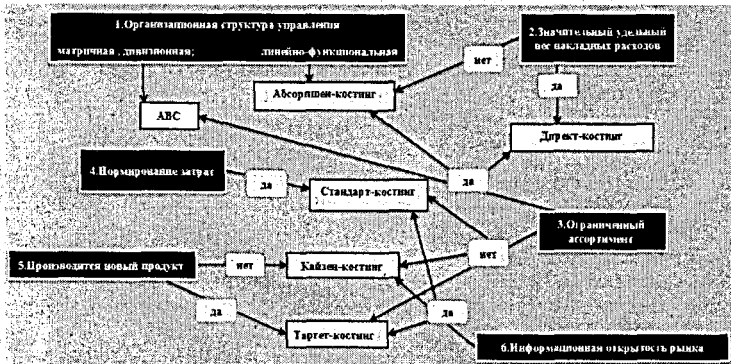 1.Организационная структура управления
матричная , дивизионная; линейно-функциональная
2.Значительный удельный
вес накладных расходов
нет
да
Абсорпшен-костинг
АВС
Директ-костинг
4.Нормирование затрат
да
да
Стандарт-костинг
3.Ограниченный
ассортимент
нет
5.Производится новый продукт
нет
Кайзен-костинг
да
да
Таргет-костинг
6.Информационная открытость рынка